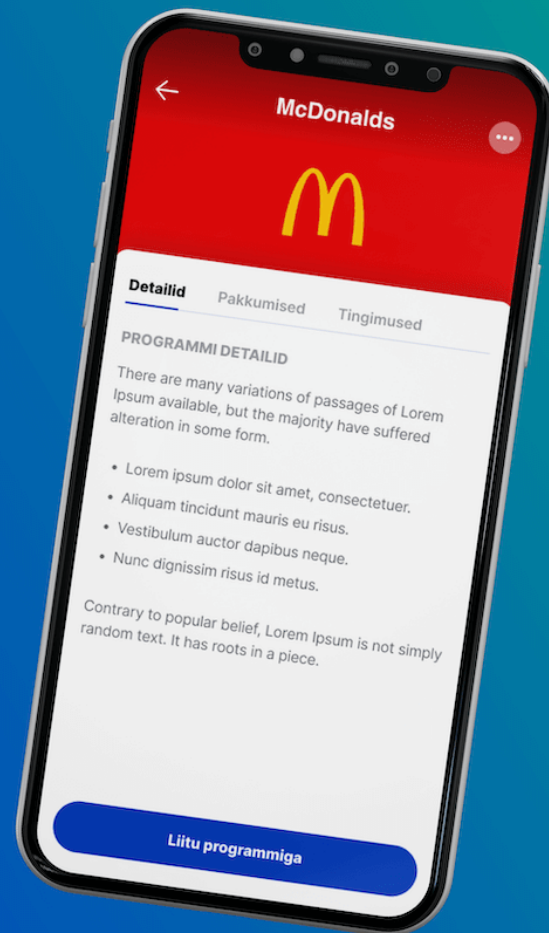 McDonalds
Detailid
Pakkumised
Tingimused
PROGRAMMI DETAILID
There are many variations of passages of Lorem
Ipsum available, but the majority have suffered
alteration in some form.
• Lorem ipsum dolor sit amet, consectetuer.
• Aliquam tincidunt mauris eu risus.
• Vestibulum auctor dapibus neque.
• Nunc dignissim risus id metus.
Contrary to popular belief, Lorem Ipsum is not simply
random text. It has roots in a piece.
Liitu programmiga